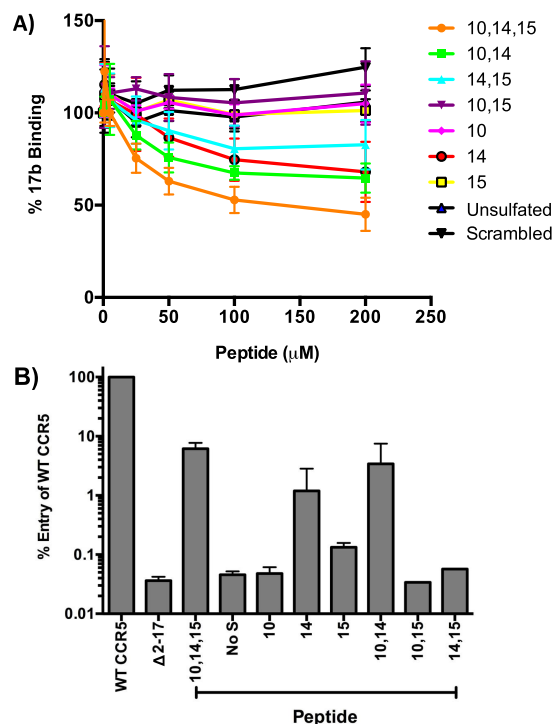 A)
% 17b Binding
150
100
50
0
0 50 100 150 200 250
Peptide (μM)
10,14,15
10,14
14,15
10,15
10
14
15
Unsulfated
Scrambled
B)
% Entry of WT CCR5
100
10
1
0.1
0.01
WT CCR5
Δ 2-17
10,14,15
No S
10
14
15
10,14
10,15
14,15
Peptide